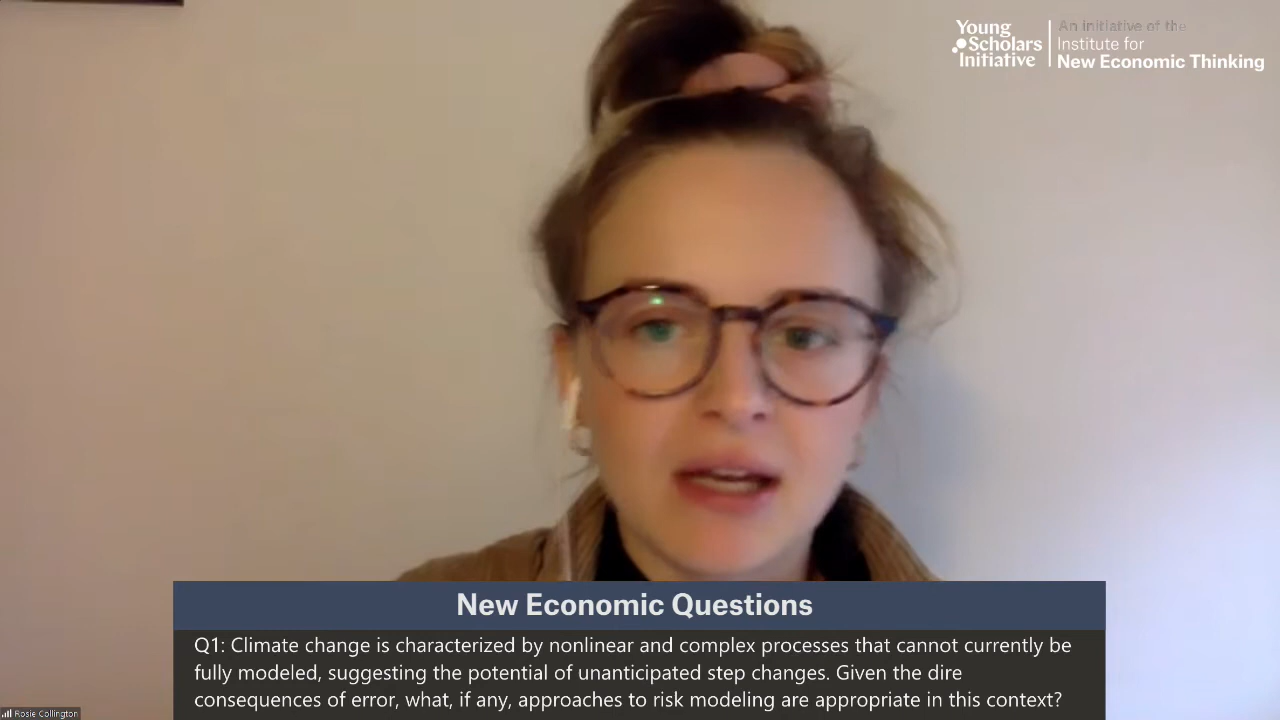 Young
Scholars
Initiative
An initiative of the
Institute for
New Economic Thinking
New Economic Questions
Q1: Climate change is characterized by nonlinear and complex processes that cannot currently be
fully modeled, suggesting the potential of unanticipated step changes. Given the dire
consequences of error, what, if any, approaches to risk modeling are appropriate in this context?
Rosie Collington